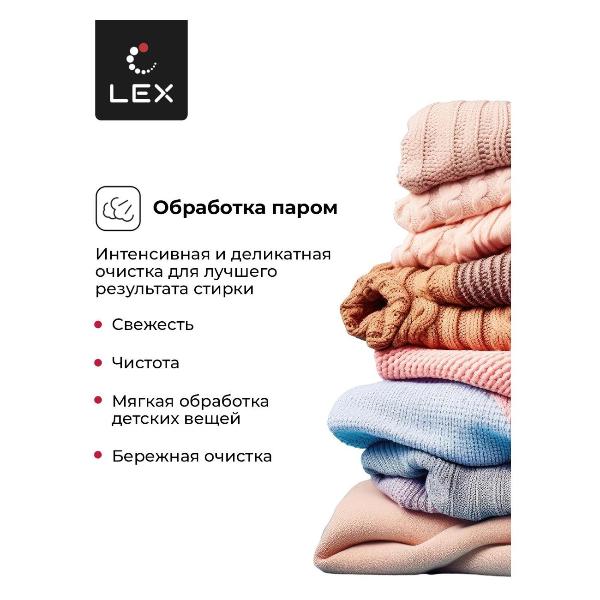 LEX
Обработка паром
Интенсивная и деликатная
очистка для лучшего
результата стирки
Свежесть
Чистота
Мягкая обработка
детских вещей
Бережная очистка